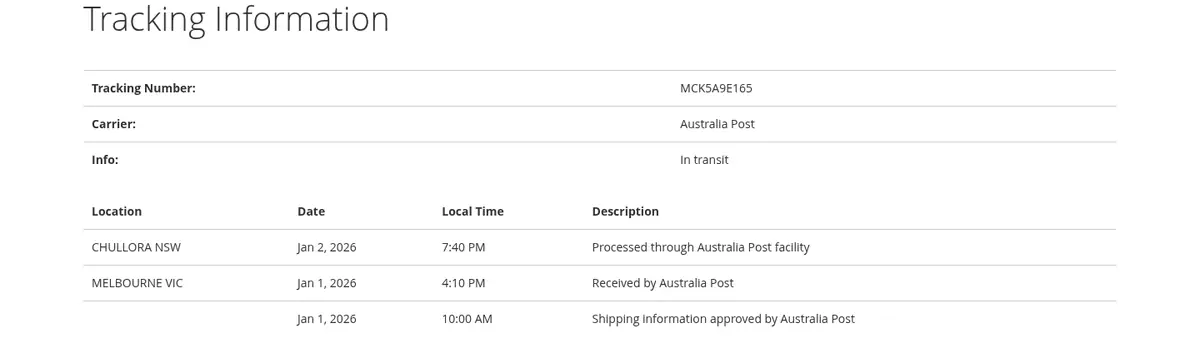 Tracking Information
Tracking Number: MCK5A9E165
Carrier: Australia Post
Info: In transit
Location Date Local Time Description
CHULLORA NSW Jan 2, 2026 7:40 PM Processed through Australia Post facility
MELBOURNE VIC Jan 1, 2026 4:10 PM Received by Australia Post
Jan 1, 2026 10:00 AM Shipping information approved by Australia Post